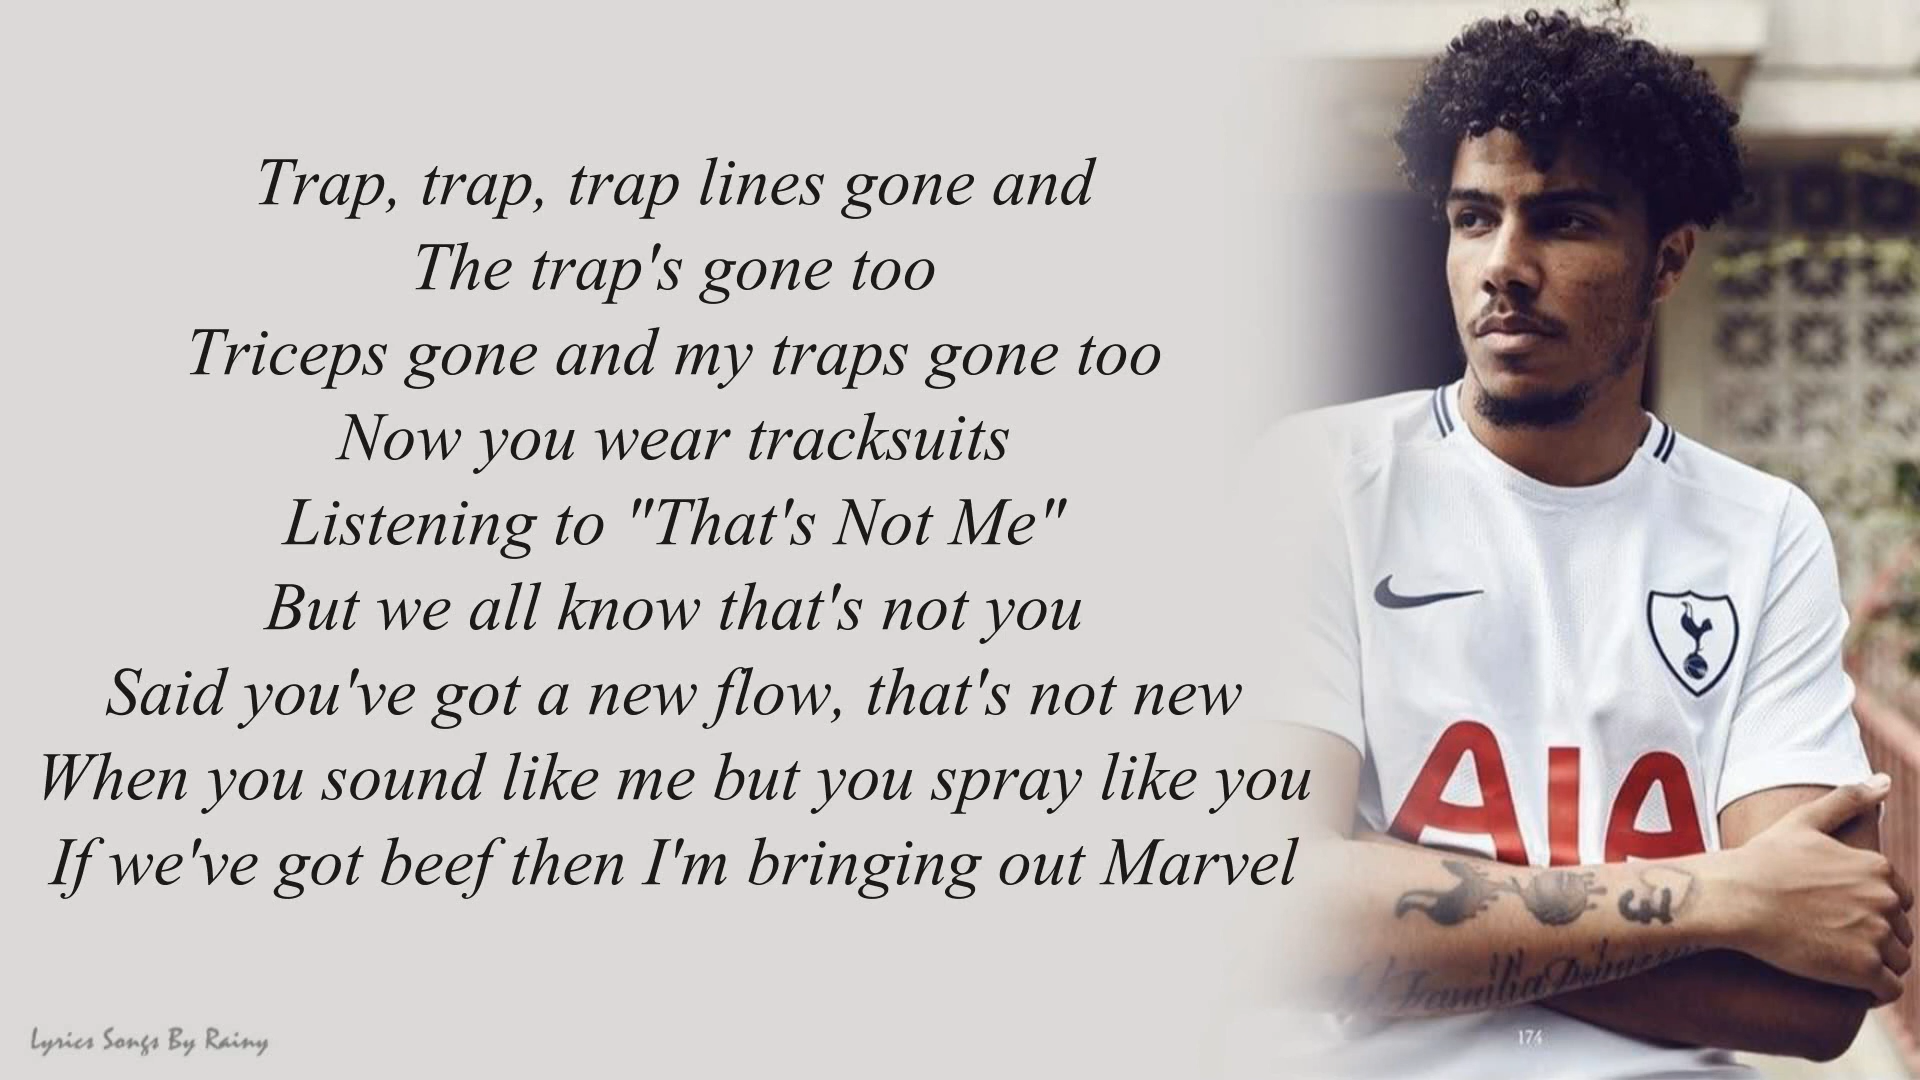 Trap, trap, trap lines gone and
The trap's gone too
Triceps gone and my traps gone too
Now you wear tracksuits
Listening to "That's Not Me"
But we all know that's not you
Said you've got a new flow, that's not new
When you sound like me but you spray like you
If we've got beef then I'm bringing out Marvel
AIA
£
Familia
Lyrics Songs By Rainy
174